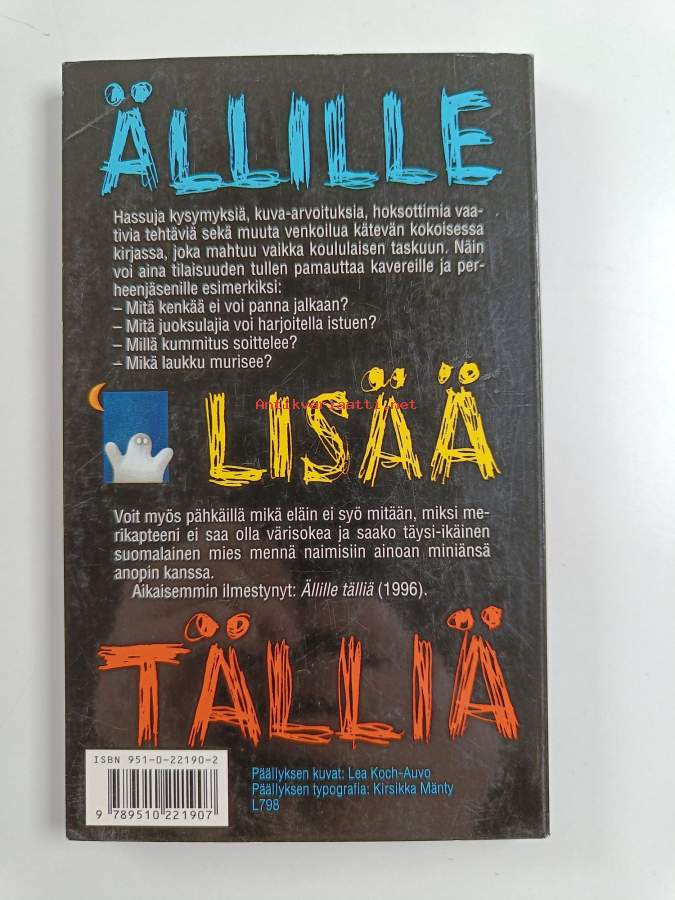 ÄLLILLE
Hassuja kysymyksiä, kuva-arvoituksia, hoksottimia vaa-
tivia tehtäviä sekä muuta venkoilua kätevän kokoisessa
kirjassa, joka mahtuu vaikka koululaisen taskuun. Näin
voi aina tilaisuuden tullen pamauttaa kavereille ja per-
heenjäsenille esimerkiksi:
– Mitä kenkää ei voi panna jalkaan?
– Mitä juoksulajia voi harjoitella istuen?
– Millä kummitus soittelee?
– Mikä laukku murisee?
Antikvariaatti.net
LISÄÄ
Voit myös pähkäillä mikä eläin ei syö mitään, miksi me-
rikapteeni ei saa olla värisokea ja saako täysi-ikäinen
suomalainen mies mennä naimisiin ainoan miniänsä
anopin kanssa.
Aikaisemmin ilmestynyt: Ällille tälliä (1996).
TÄLLIÄ
ISBN 951-0-22190-2
9 789510 221907
Päällyksen kuvat: Lea Koch-Auvo
Päällyksen typografia: Kirsikka Mänty
L798